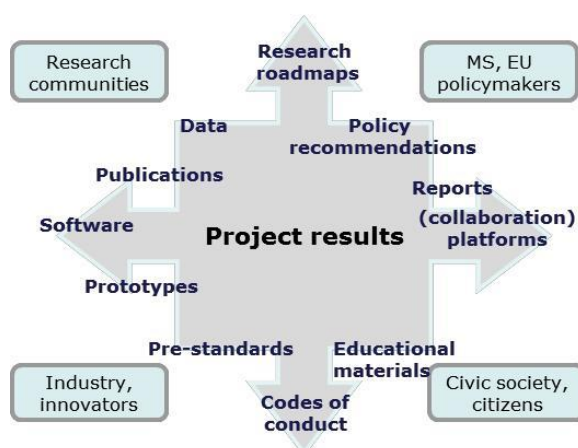 Research
communities
Research
roadmaps
MS, EU
policymakers
Data
Policy
recommendations
Publications
Reports
Software
Project results
(collaboration)
platforms
Prototypes
Pre-standards
Educational
materials
Industry,
innovators
Codes of
conduct
Civic society,
citizens